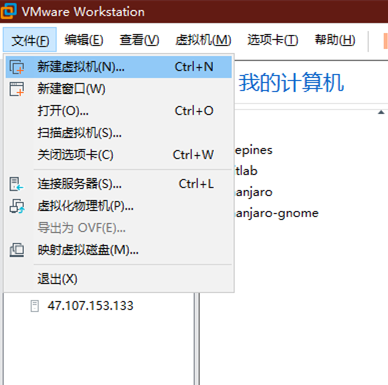 VMware Workstation
文件(F) 编辑(E) 查看(V) 虚拟机(M) 选项卡(T) 帮助(H)
新建虚拟机(N)... Ctrl+N
新建窗口(W)
打开(O)... Ctrl+O
扫描虚拟机(S)...
关闭选项卡(C) Ctrl+W
连接服务器(S)... Ctrl+L
虚拟化物理机(P)...
导出为 OVF(E)...
映射虚拟磁盘(M)...
退出(X)
47.107.153.133
我的计算机
epines
tlab
anjaro
anjaro-gnome